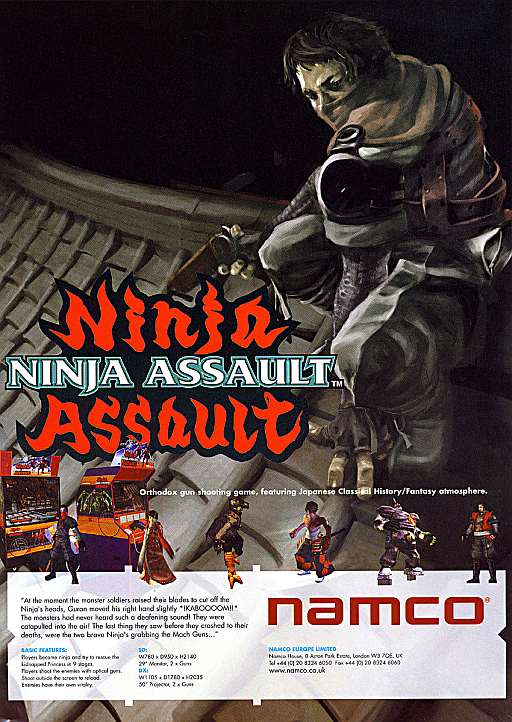 Ninja
NINJA ASSAULT™
Assault
Orthodox gun shooting game, featuring Japanese Classical History/Fantasy atmosphere.
"At the moment the monster soldiers raised their blades to cut off the
Ninja's heads, Guran moved his right hand slightly *!KABOOOOM!!*
The monsters had never heard such a deafening sound! They were
catapulted into the air! The last thing they saw before they crashed to their
deaths, were the two brave Ninja's grabbing the Mach Guns..."
namco®
BASIC FEATURES:
Players become ninja and try to rescue the
Kidnapped Princess in 9 stages.
Players shoot the enemies with optical guns.
Shoot outside the screen to reload.
Enemies have their own vitality.
SD:
W780 x D950 x H2140
29" Monitor, 2 x Guns
DX:
W1105 x D1780 x H2035
50" Projector, 2 x Guns
NAMCO EUROPE LIMITED
Namco House, 8 Acton Park Estate, London W3 7QE, UK
Tel +44 (0) 20 8324 6050 Fax +44 (0) 20 8324 6060
www.namco.co.uk